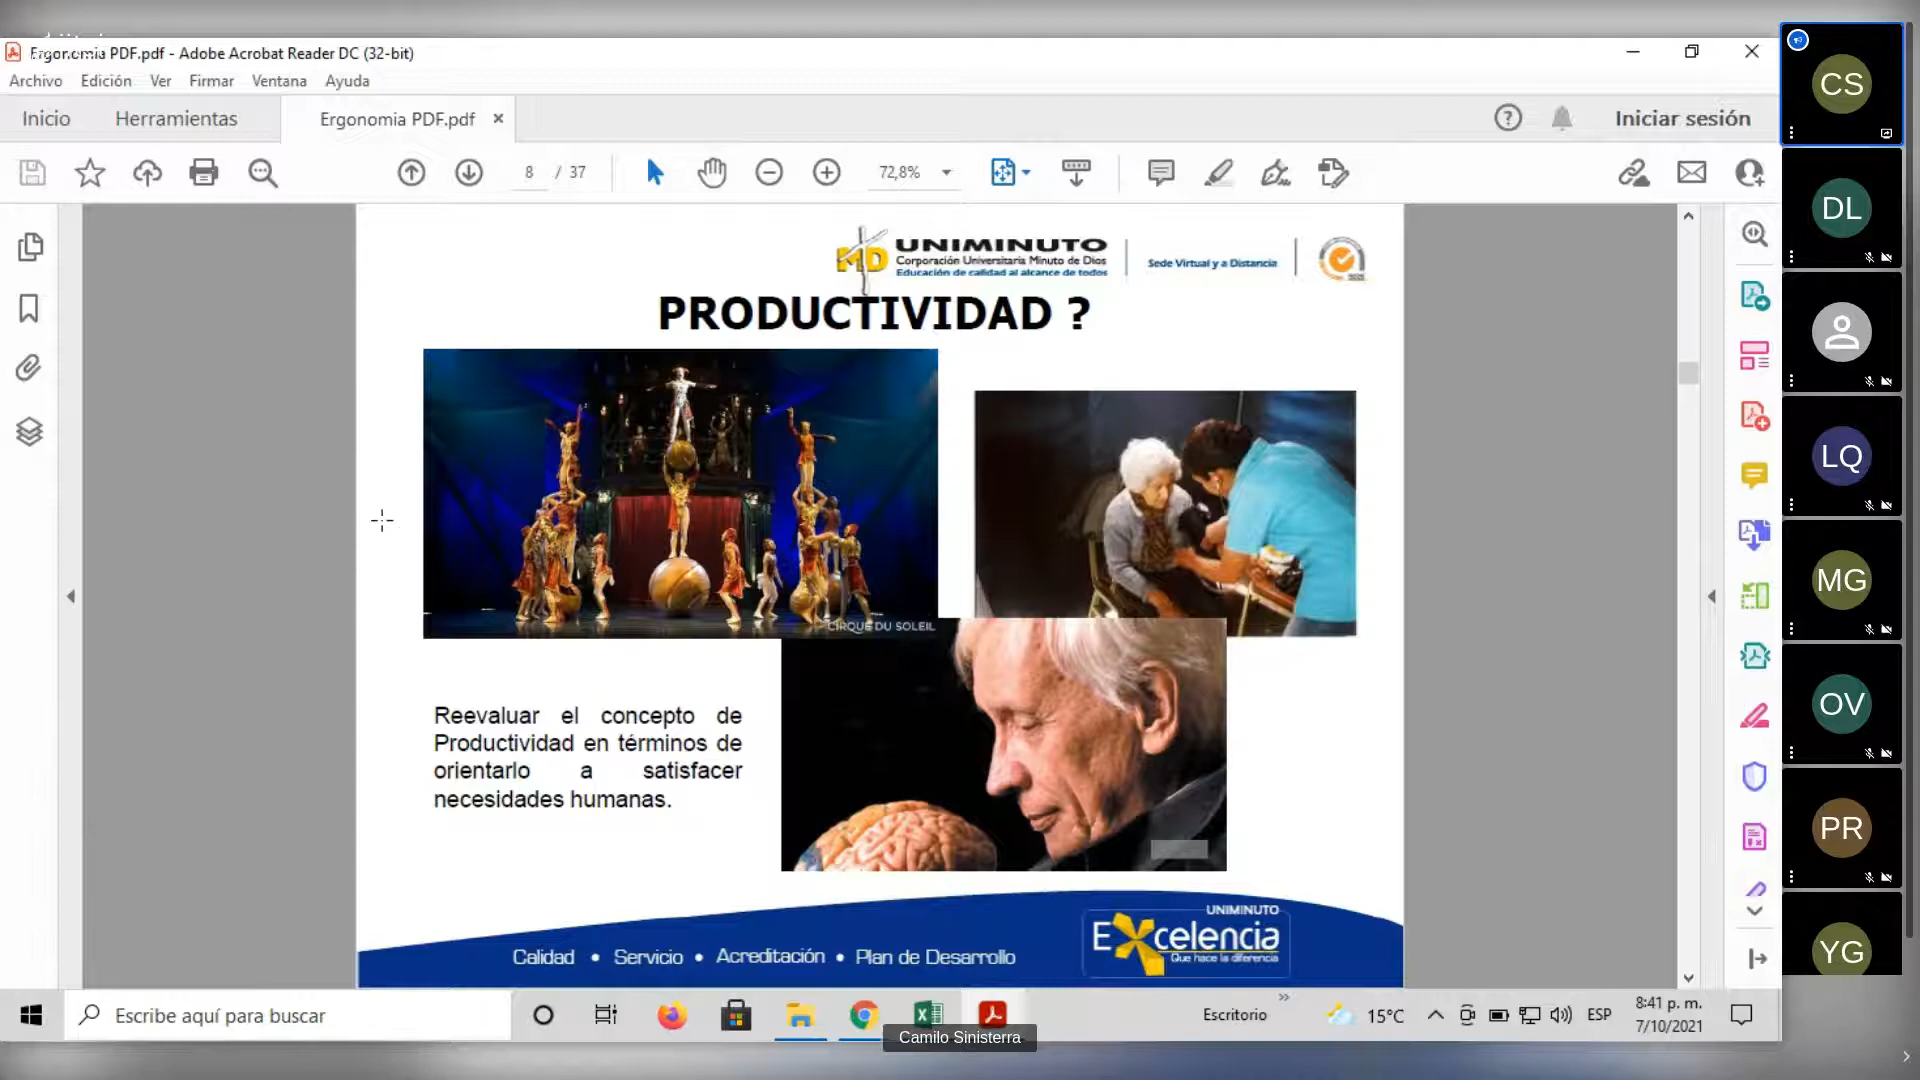 Ergonomia PDF.pdf - Adobe Acrobat Reader DC (32-bit)
Archivo Edición Ver Firmar Ventana Ayuda
Inicio Herramientas Ergonomia PDF.pdf Iniciar sesión
8 / 37 72,8%
UNIMINUTO
Corporación Universitaria Minuto de Dios
Educación de calidad al alcance de todos
Sede Virtual y a Distancia
PRODUCTIVIDAD ?
CIRQUE DU SOLEIL
Reevaluar el concepto de
Productividad en términos de
orientarlo a satisfacer
necesidades humanas.
Calidad • Servicio • Acreditación • Plan de Desarrollo
UNIMINUTO
Excelencia
Que hace la diferencia
CS
DL
LQ
MG
OV
PR
YG
Escribe aquí para buscar
Escritorio
15°C
ESP
8:41 p. m.
7/10/2021
Camilo Sinisterra